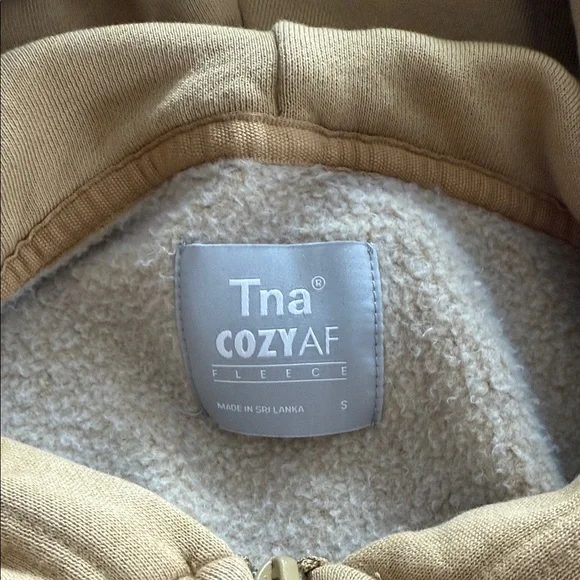 Tna®
COZYAF
FLEECE
MADE IN SRI LANKA S